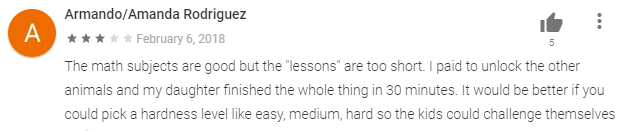 A
Armando/Amanda Rodriguez
February 6, 2018
5
The math subjects are good but the "lessons" are too short. I paid to unlock the other
animals and my daughter finished the whole thing in 30 minutes. It would be better if you
could pick a hardness level like easy, medium, hard so the kids could challenge themselves